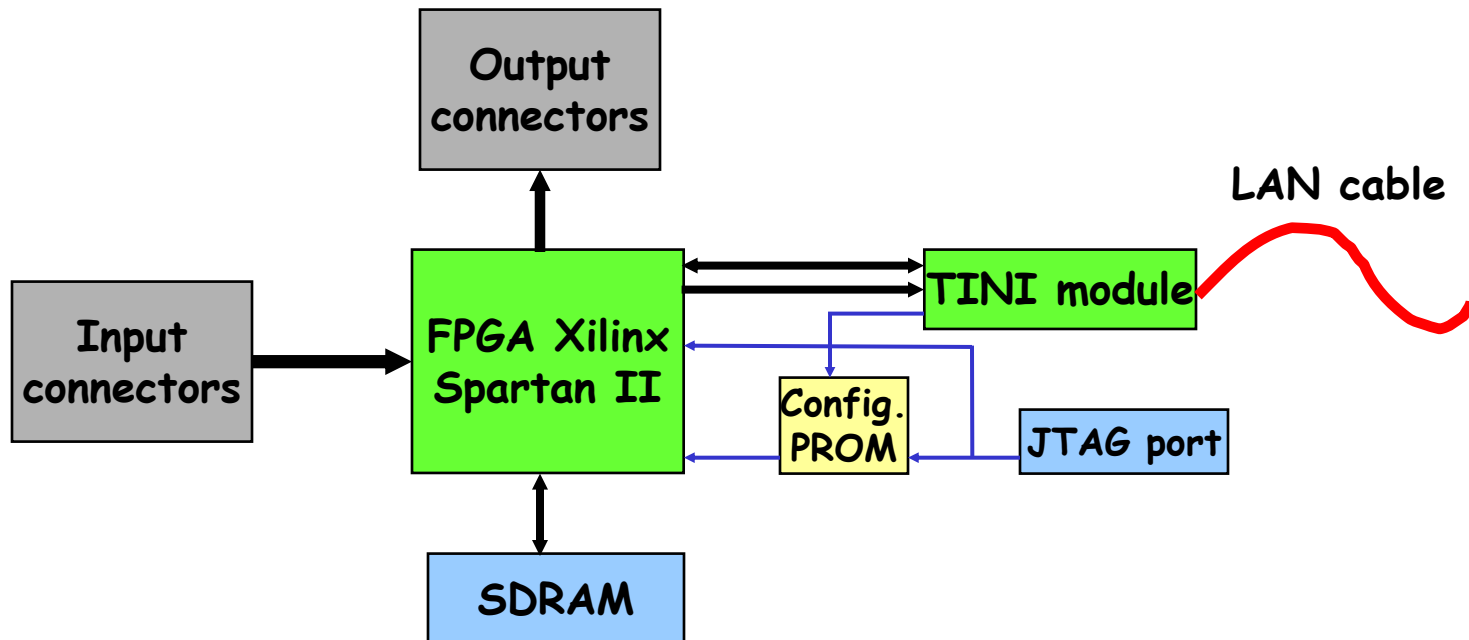 Output
connectors
LAN cable
TINI module
Input
connectors
FPGA Xilinx
Spartan II
Config.
PROM
JTAG port
SDRAM